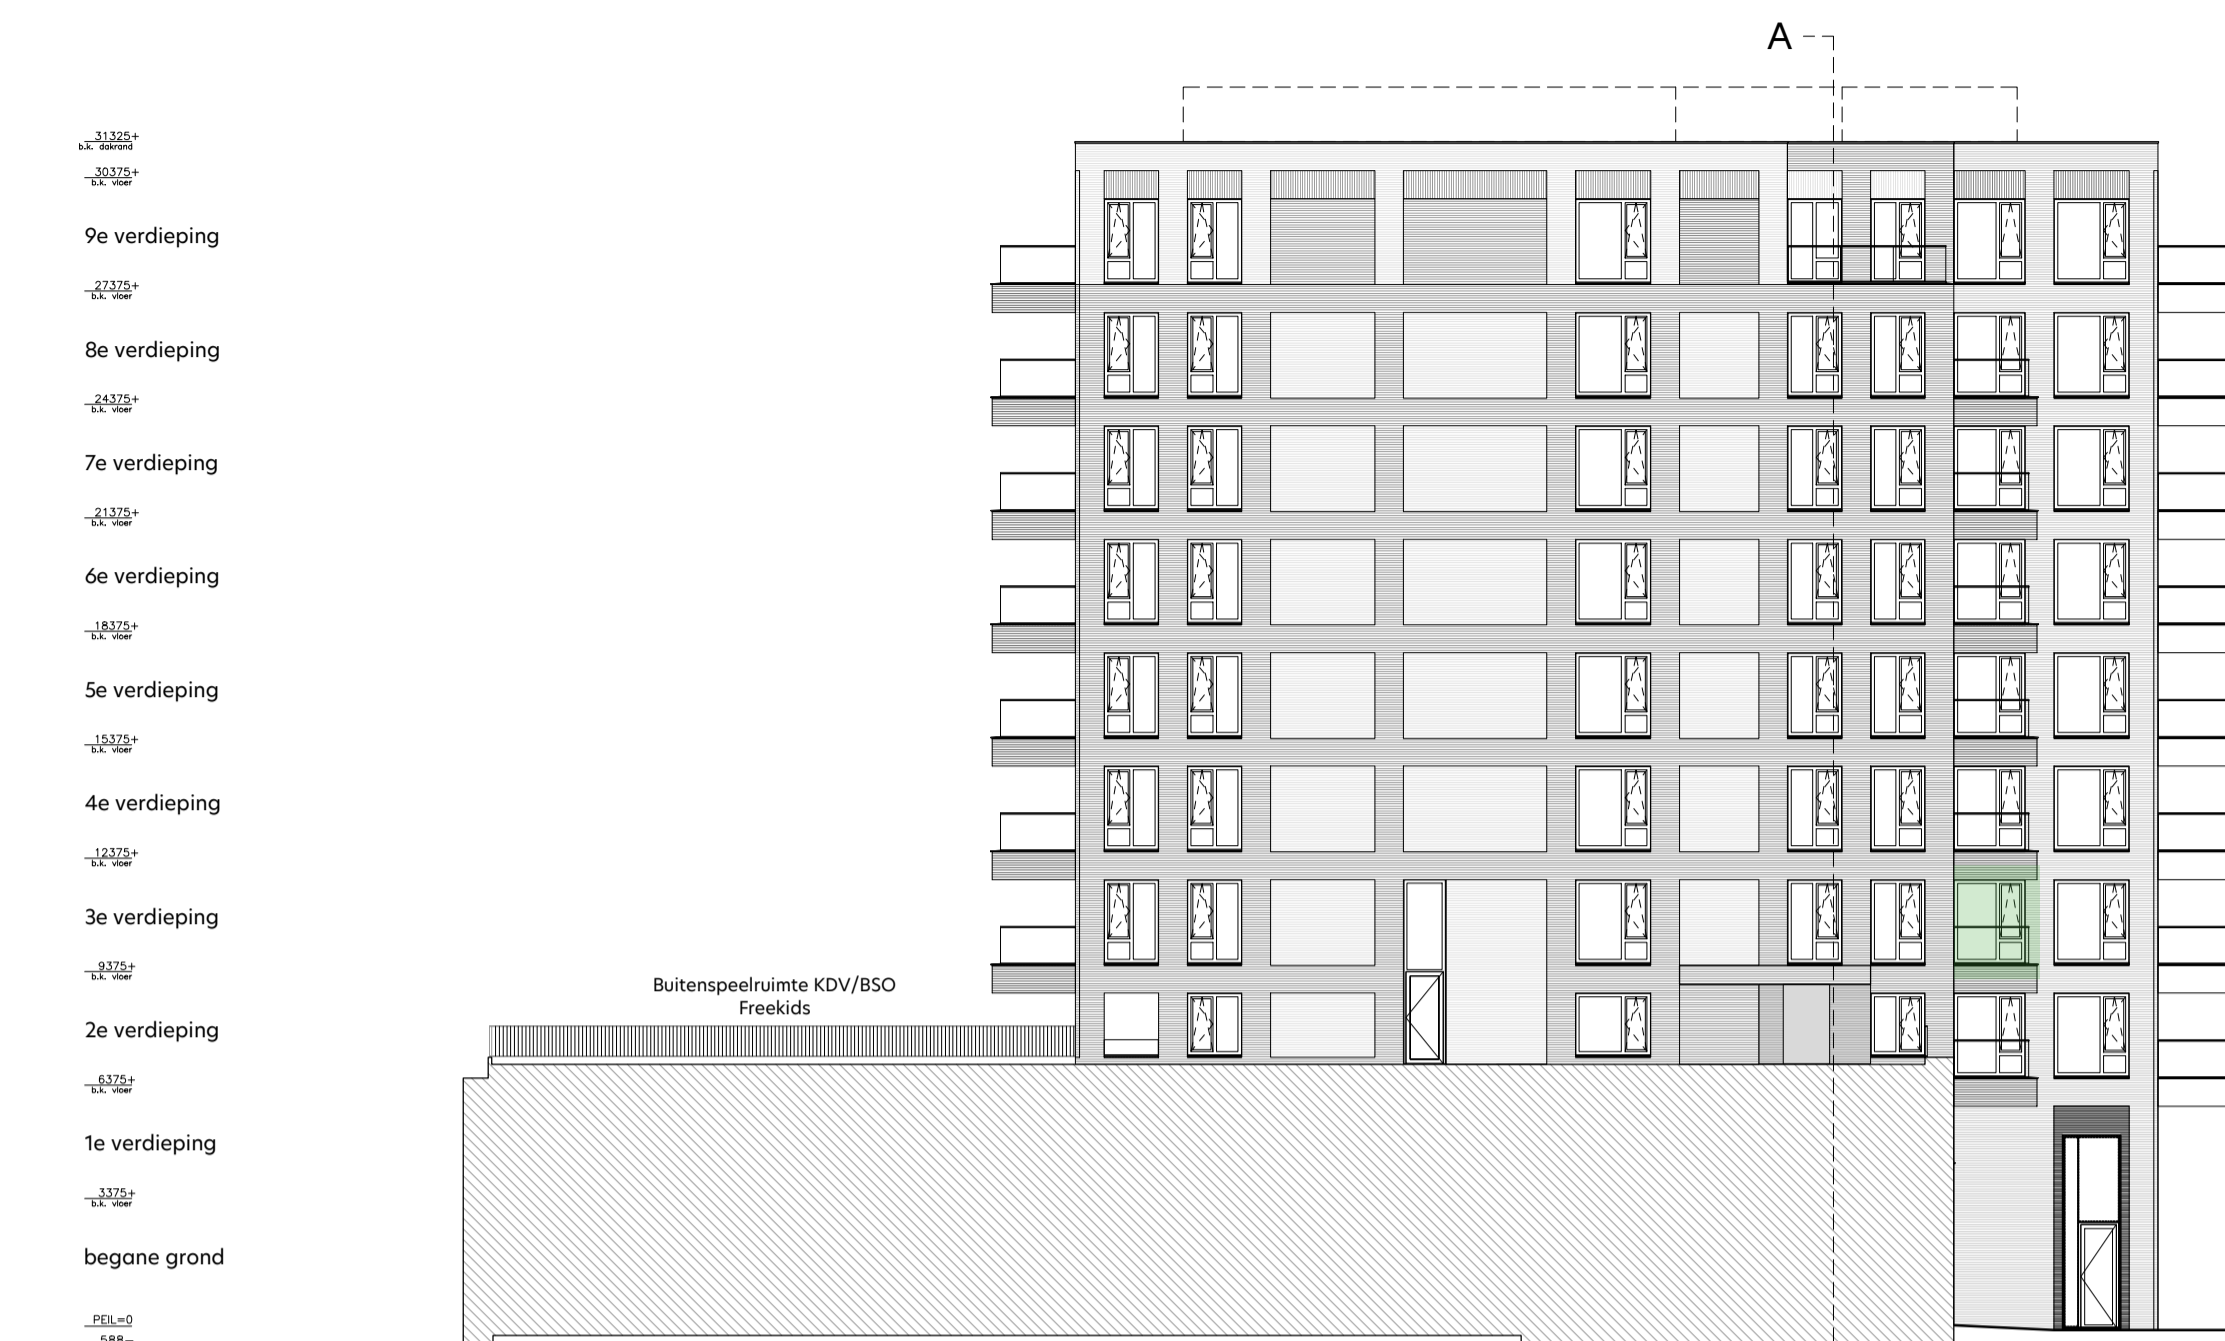 A
31325+
b.k. dakrand
30375+
b.k. vloer
9e verdieping
27375+
b.k. vloer
8e verdieping
24375+
b.k. vloer
7e verdieping
21375+
b.k. vloer
6e verdieping
18375+
b.k. vloer
5e verdieping
15375+
b.k. vloer
4e verdieping
12375+
b.k. vloer
3e verdieping
9375+
b.k. vloer
Buitenspeelruimte KDV/BSO
Freekids
2e verdieping
6375+
b.k. vloer
1e verdieping
3375+
b.k. vloer
begane grond
PEIL=0
588-